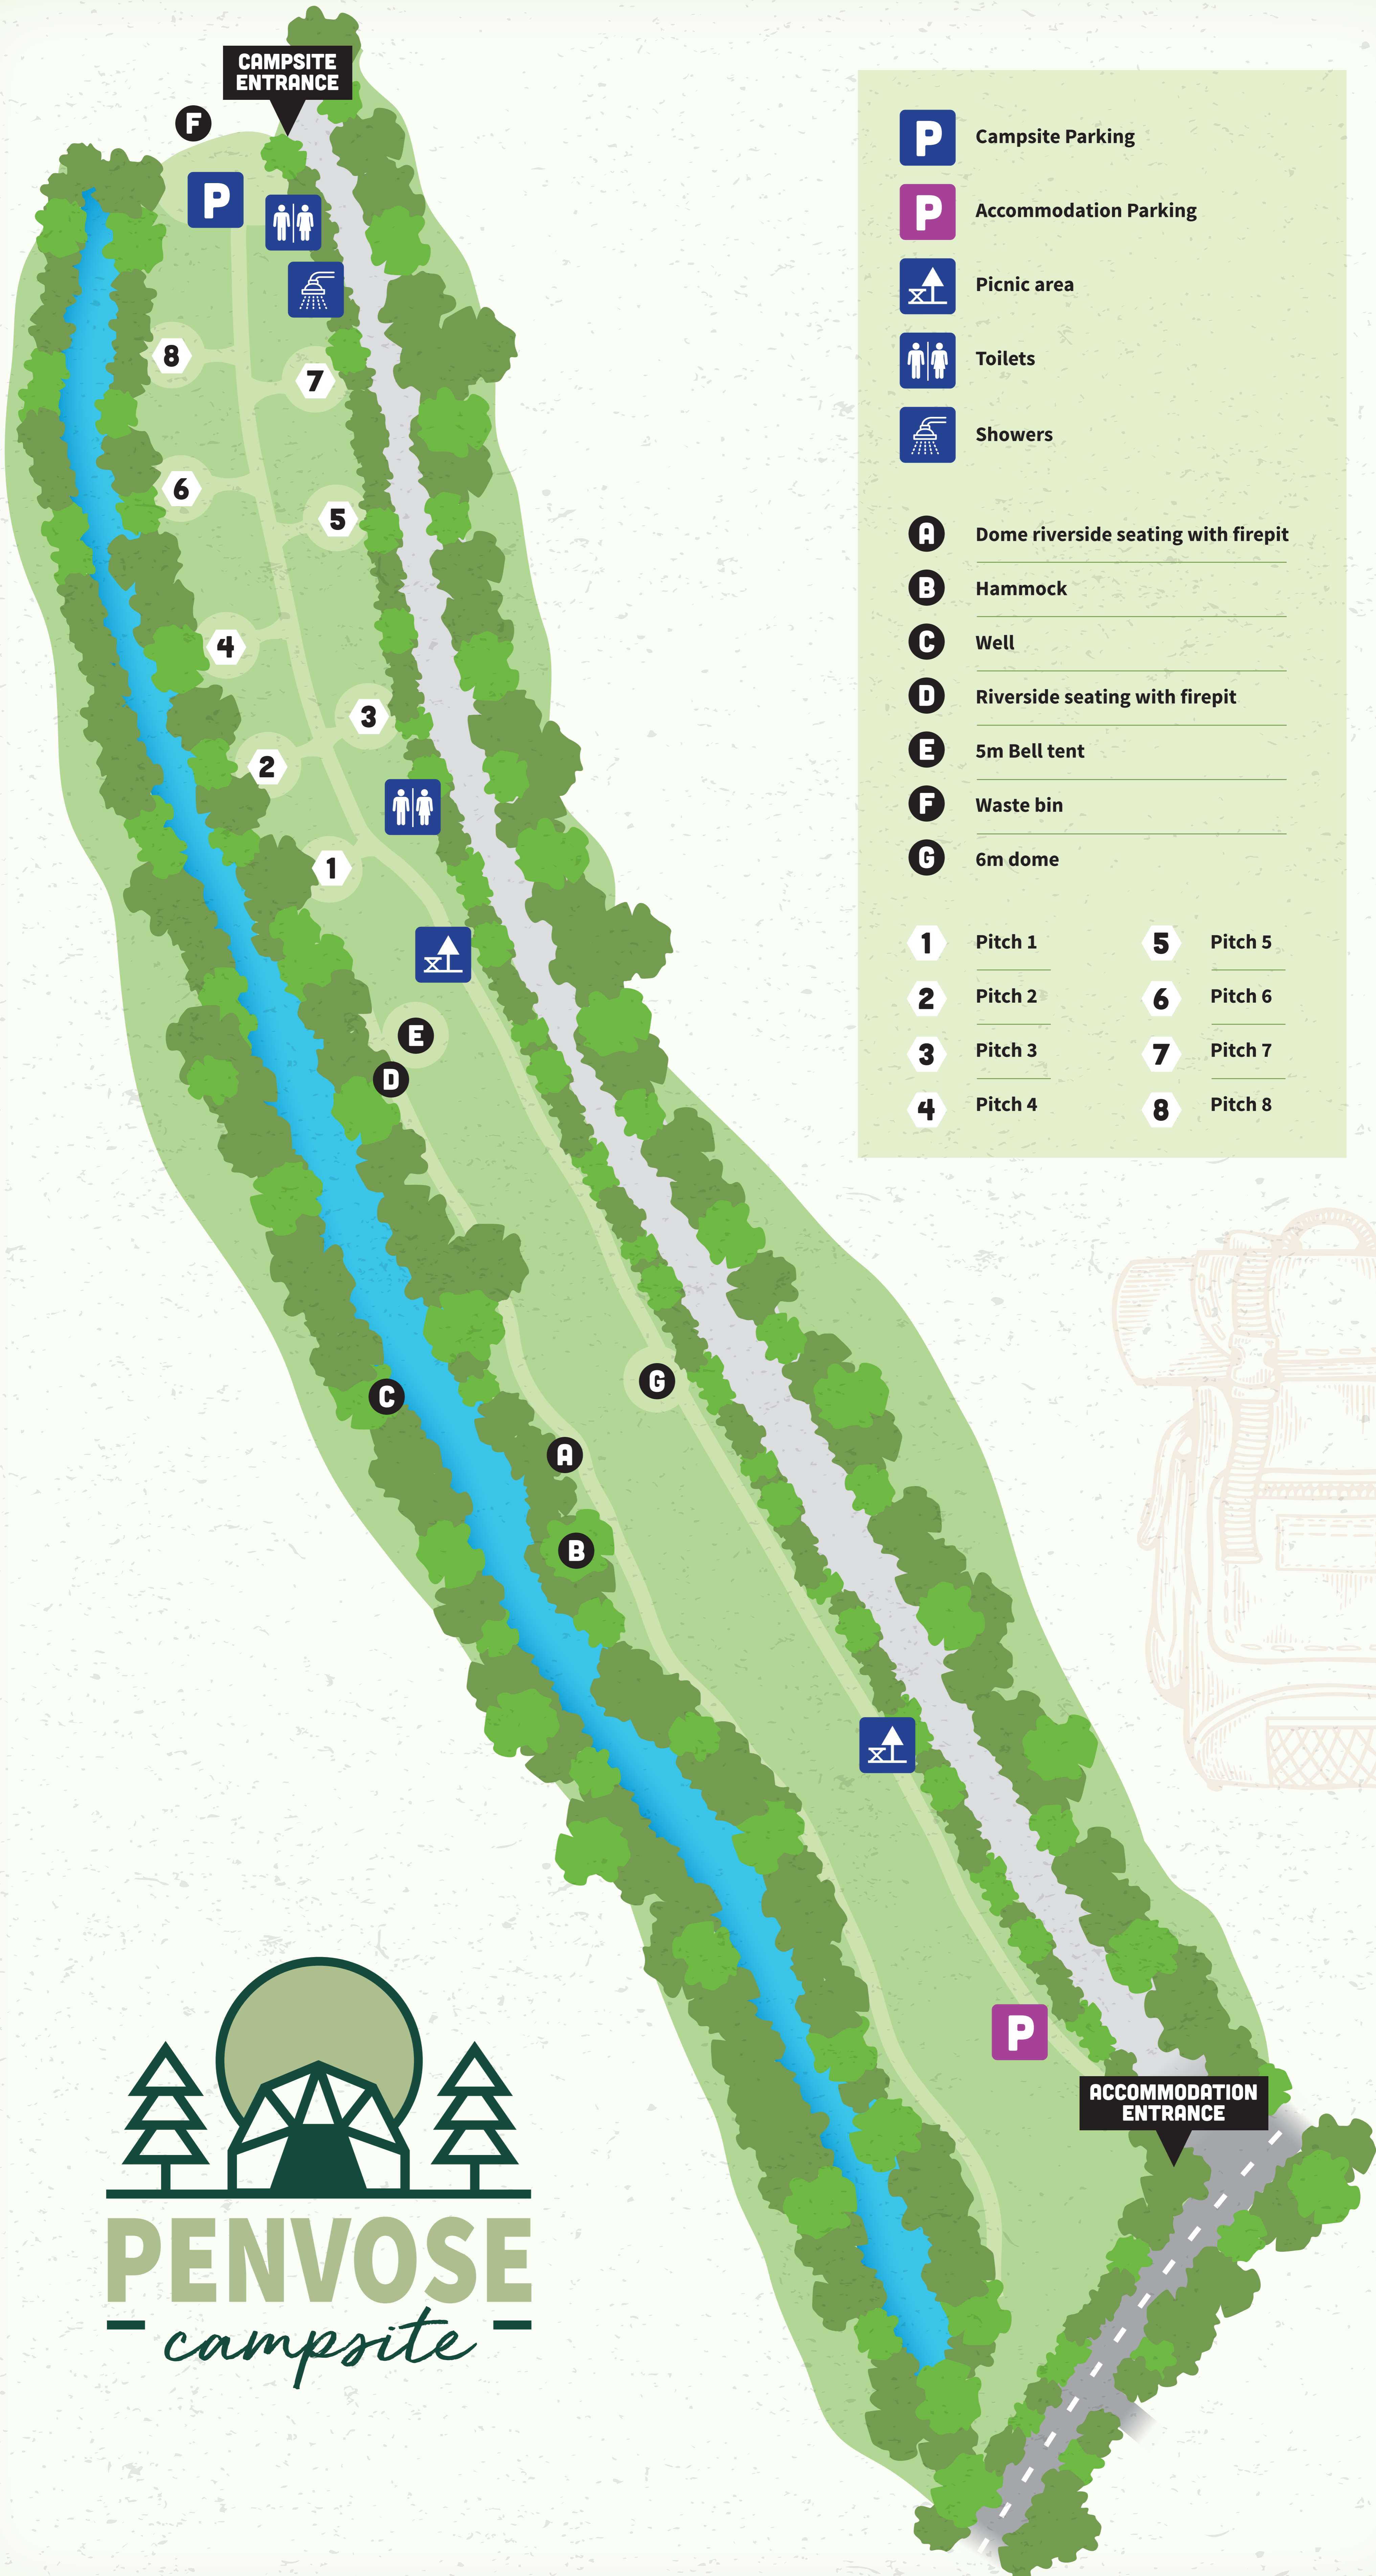 CAMPSITE
ENTRANCE
F
P
8
7
6
5
4
3
2
1
E
D
G
C
A
B
P
ACCOMMODATION
ENTRANCE
P Campsite Parking
P Accommodation Parking
Picnic area
Toilets
Showers
A Dome riverside seating with firepit
B Hammock
C Well
D Riverside seating with firepit
E 5m Bell tent
F Waste bin
G 6m dome
1 Pitch 1
2 Pitch 2
3 Pitch 3
4 Pitch 4
5 Pitch 5
6 Pitch 6
7 Pitch 7
8 Pitch 8
PENVOSE
campsite